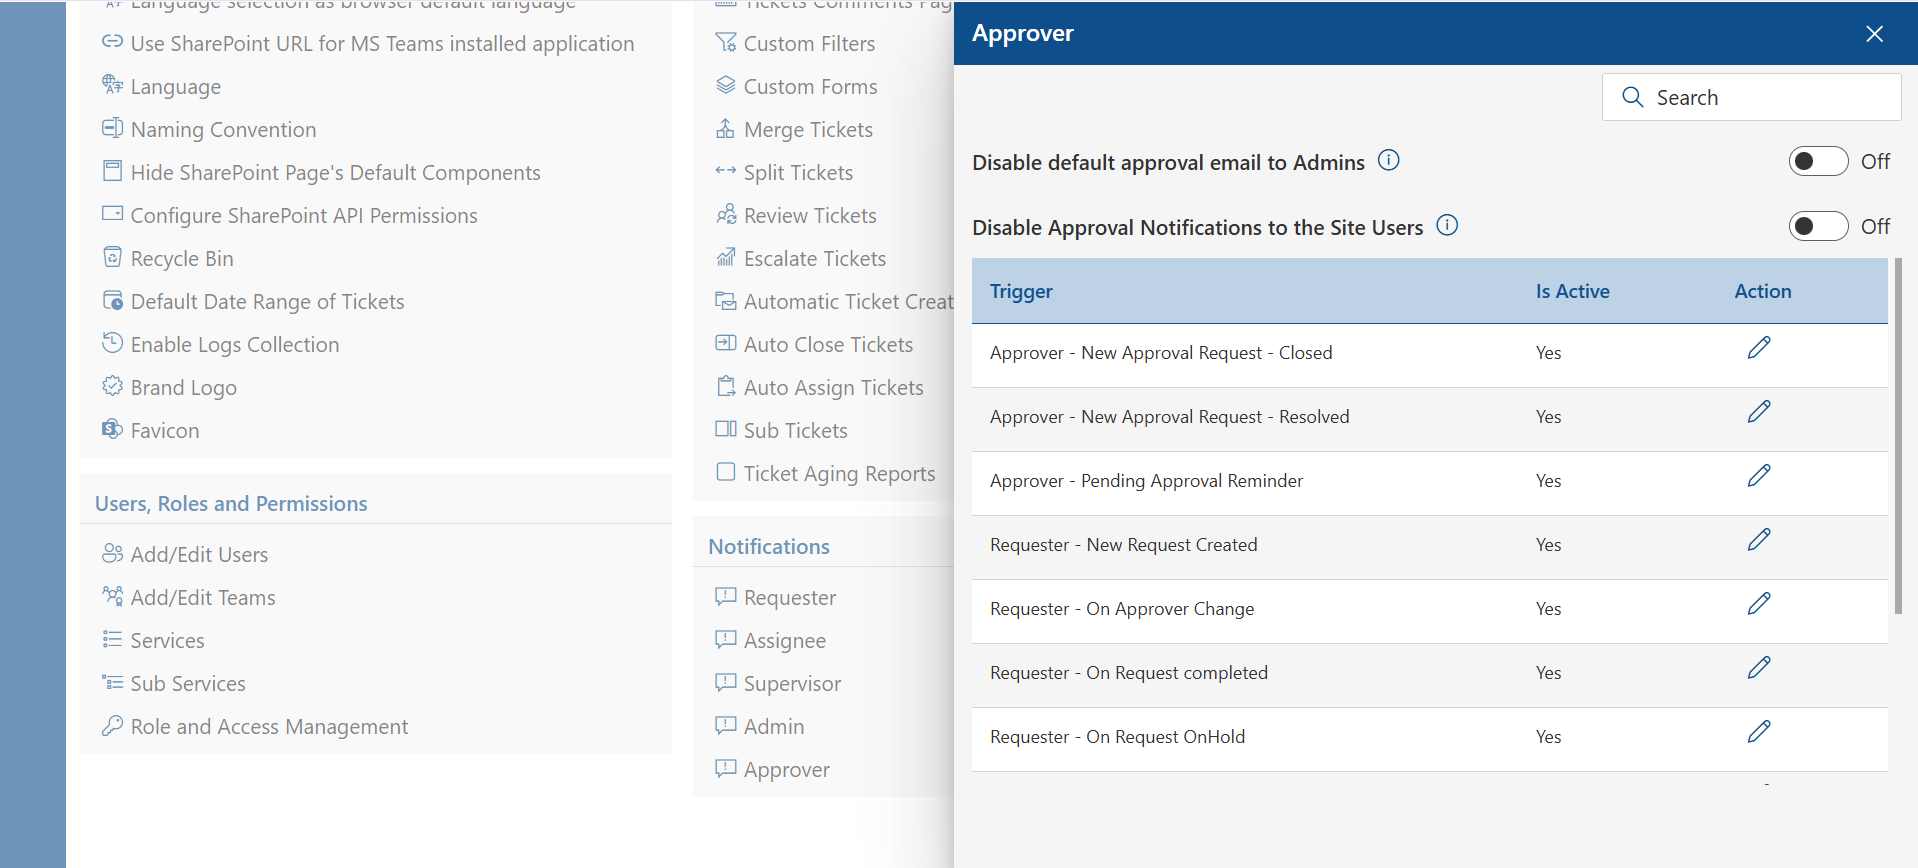 Language selection as browser default language
Use SharePoint URL for MS Teams installed application
Language
Naming Convention
Hide SharePoint Page's Default Components
Configure SharePoint API Permissions
Recycle Bin
Default Date Range of Tickets
Enable Logs Collection
Brand Logo
Favicon
Users, Roles and Permissions
Add/Edit Users
Add/Edit Teams
Services
Sub Services
Role and Access Management
Tickets Comments Pag
Custom Filters
Custom Forms
Merge Tickets
Split Tickets
Review Tickets
Escalate Tickets
Automatic Ticket Creat
Auto Close Tickets
Auto Assign Tickets
Sub Tickets
Ticket Aging Reports
Notifications
Requester
Assignee
Supervisor
Admin
Approver
Approver
Search
Disable default approval email to Admins Off
Disable Approval Notifications to the Site Users Off
Trigger Is Active Action
Approver - New Approval Request - Closed Yes
Approver - New Approval Request - Resolved Yes
Approver - Pending Approval Reminder Yes
Requester - New Request Created Yes
Requester - On Approver Change Yes
Requester - On Request completed Yes
Requester - On Request OnHold Yes